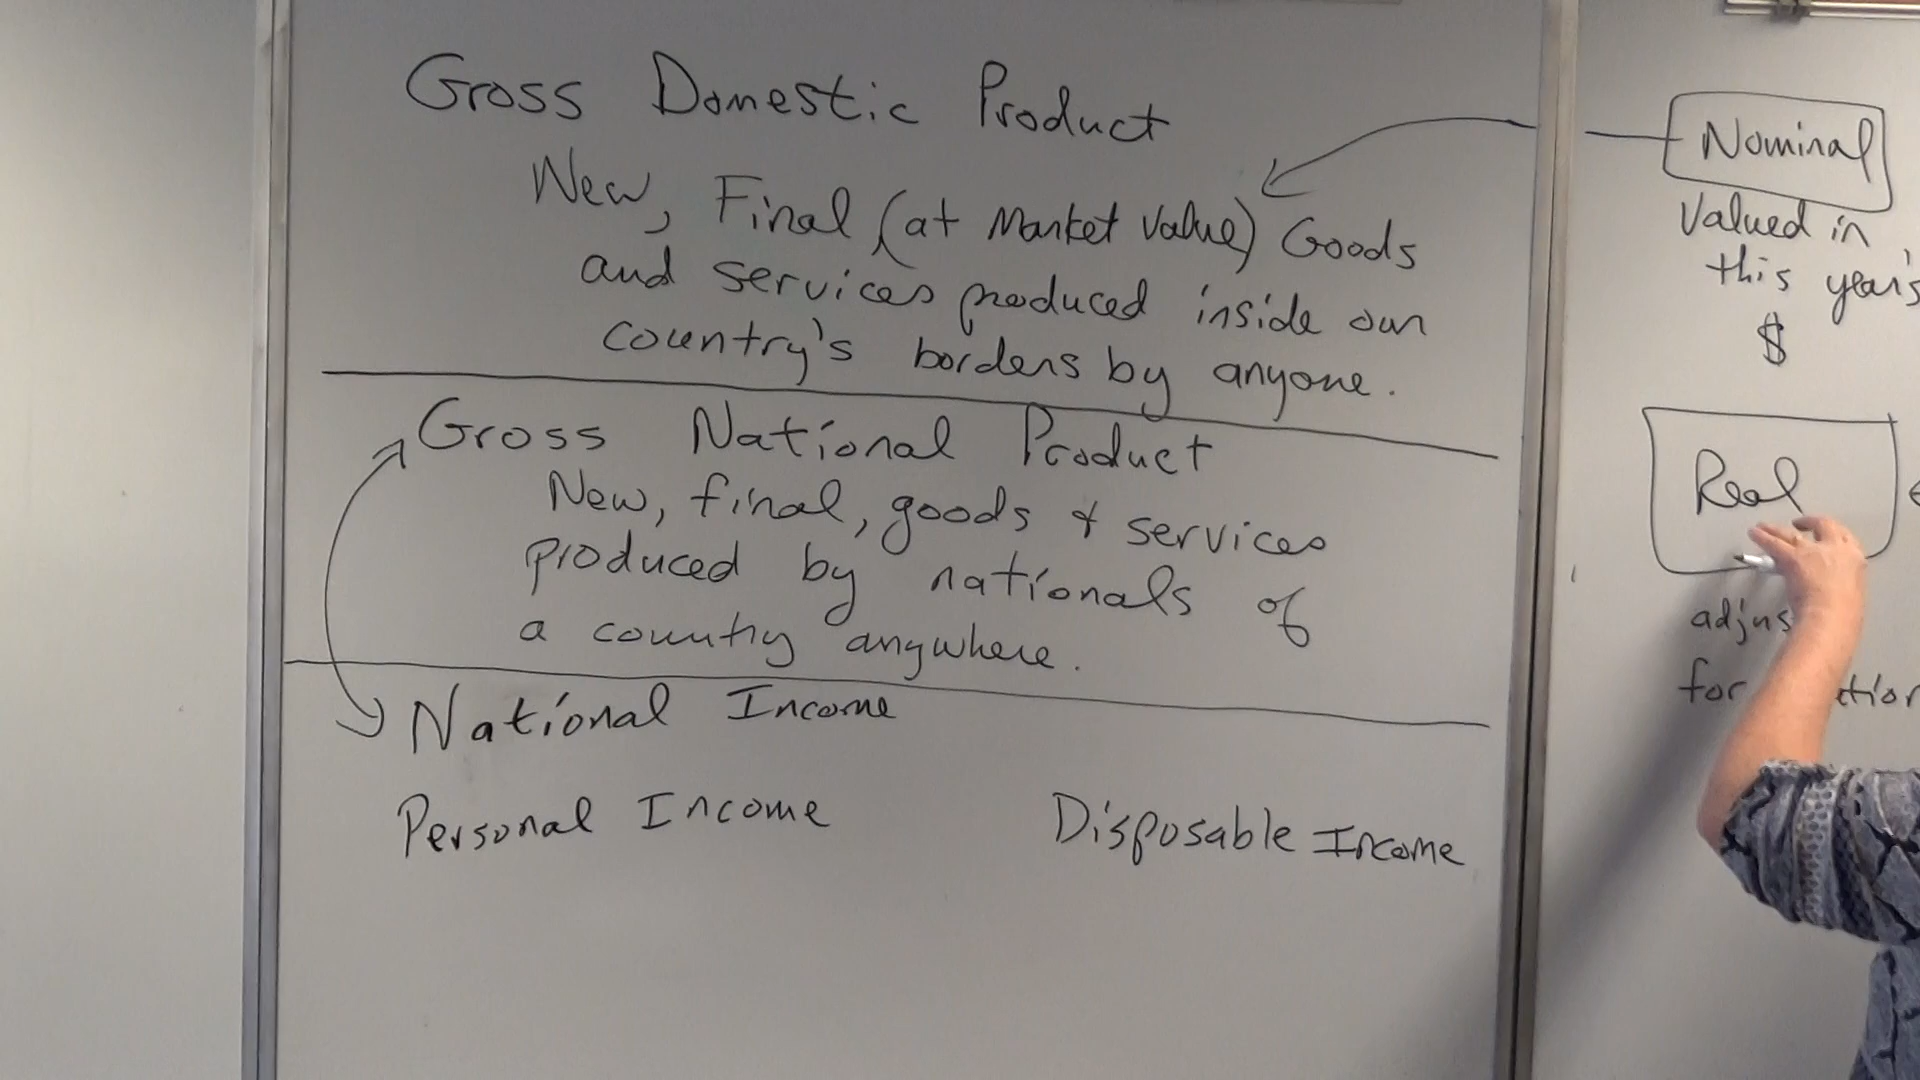 Gross Domestic Product
New, Final (at Market Value) Goods
and services produced inside our
country's borders by anyone.
Gross National Product
New, final, goods & services
produced by nationals of
a country anywhere.
National Income
Personal Income Disposable Income
Nominal
Valued in
this year's
$
Real
for